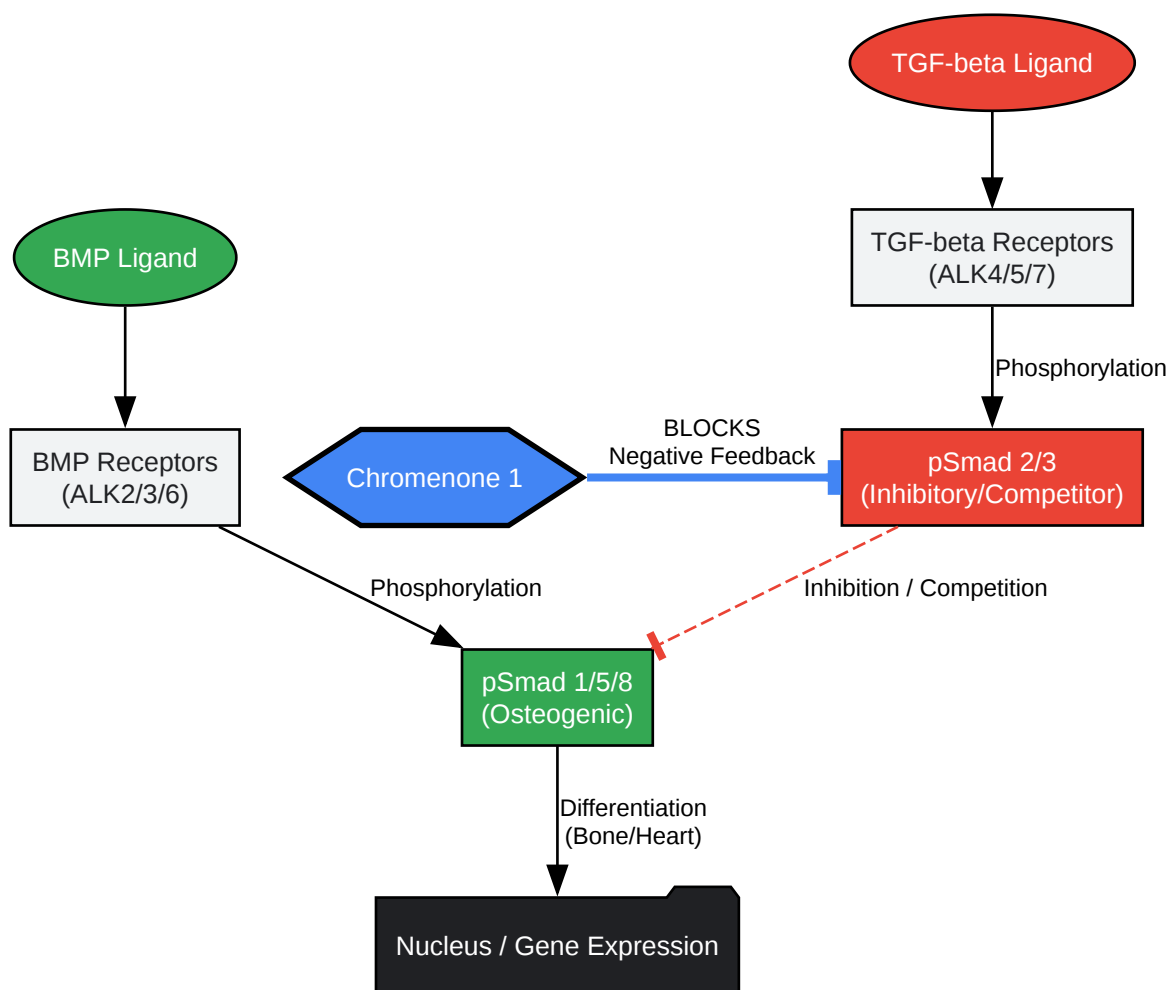 TGF-beta Ligand
BMP Ligand
TGF-beta Receptors
(ALK4/5/7)
Phosphorylation
BMP Receptors
(ALK2/3/6)
Chromenone 1
BLOCKS
Negative Feedback
pSmad 2/3
(Inhibitory/Competitor)
Phosphorylation
Inhibition / Competition
pSmad 1/5/8
(Osteogenic)
Differentiation
(Bone/Heart)
Nucleus / Gene Expression